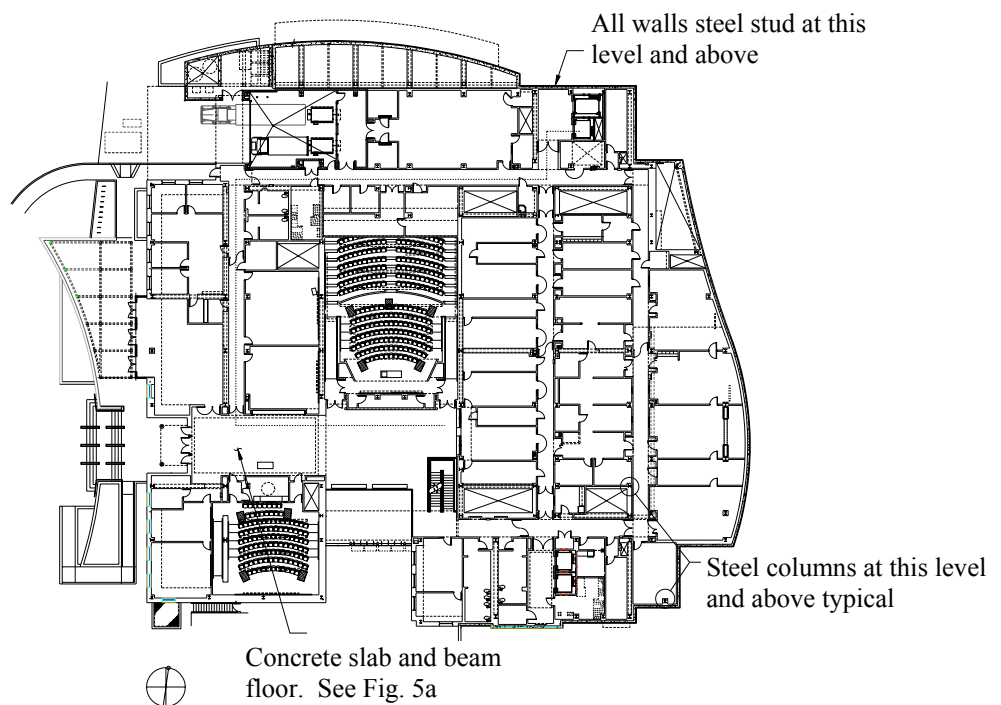 All walls steel stud at this
level and above
Steel columns at this level
and above typical
Concrete slab and beam
floor. See Fig. 5a